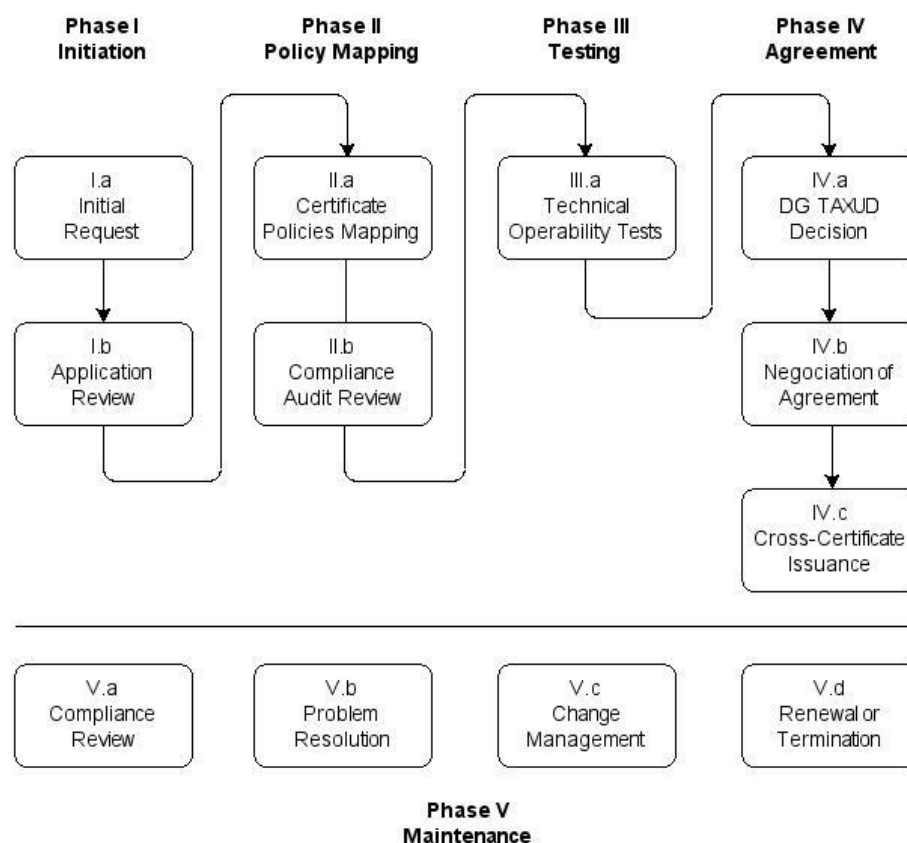 Phase I
Initiation
Phase II
Policy Mapping
Phase III
Testing
Phase IV
Agreement
I.a
Initial
Request
II.a
Certificate
Policies Mapping
III.a
Technical
Operability Tests
IV.a
DG TAXUD
Decision
I.b
Application
Review
II.b
Compliance
Audit Review
IV.b
Negociation of
Agreement
IV.c
Cross-Certificate
Issuance
V.a
Compliance
Review
V.b
Problem
Resolution
V.c
Change
Management
V.d
Renewal or
Termination
Phase V
Maintenance